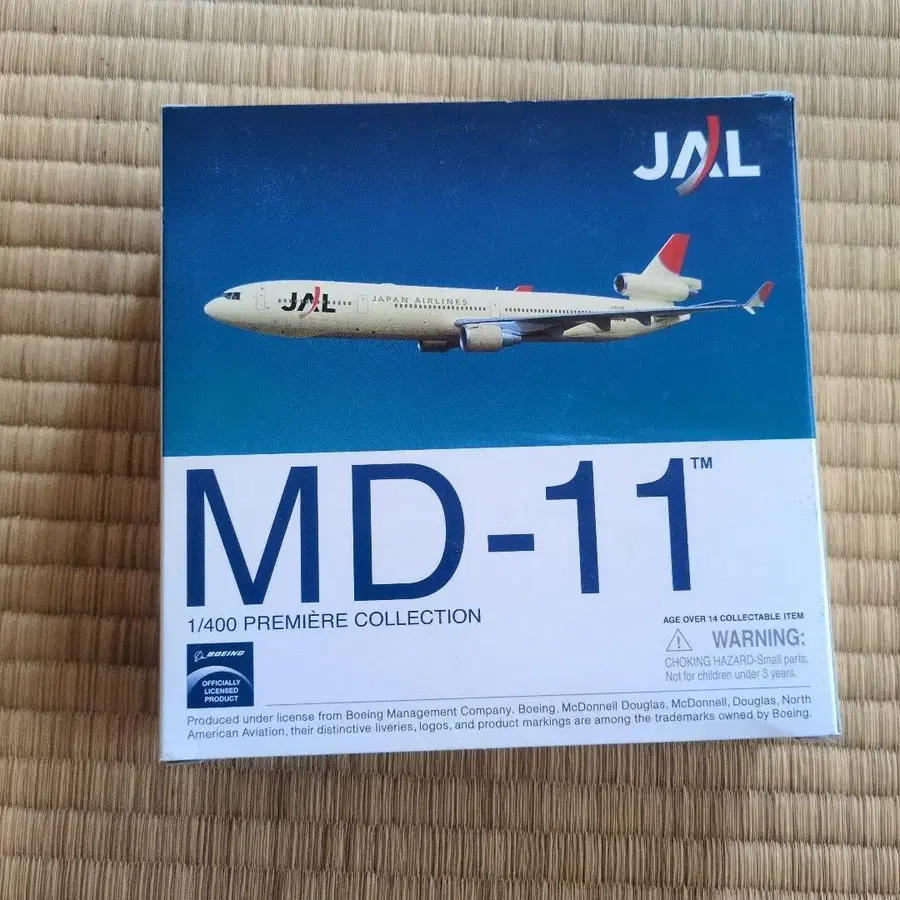 JAL
JAL JAPAN AIRLINES
MD-11™
1/400 PREMIÈRE COLLECTION
AGE OVER 14 COLLECTABLE ITEM
⚠ WARNING:
CHOKING HAZARD-Small parts.
Not for children under 3 years.
BOEING
OFFICIALLY
LICENSED
PRODUCT
Produced under license from Boeing Management Company. Boeing, McDonnell Douglas, McDonnell, Douglas, North
American Aviation, their distinctive liveries, logos, and product markings are among the trademarks owned by Boeing.